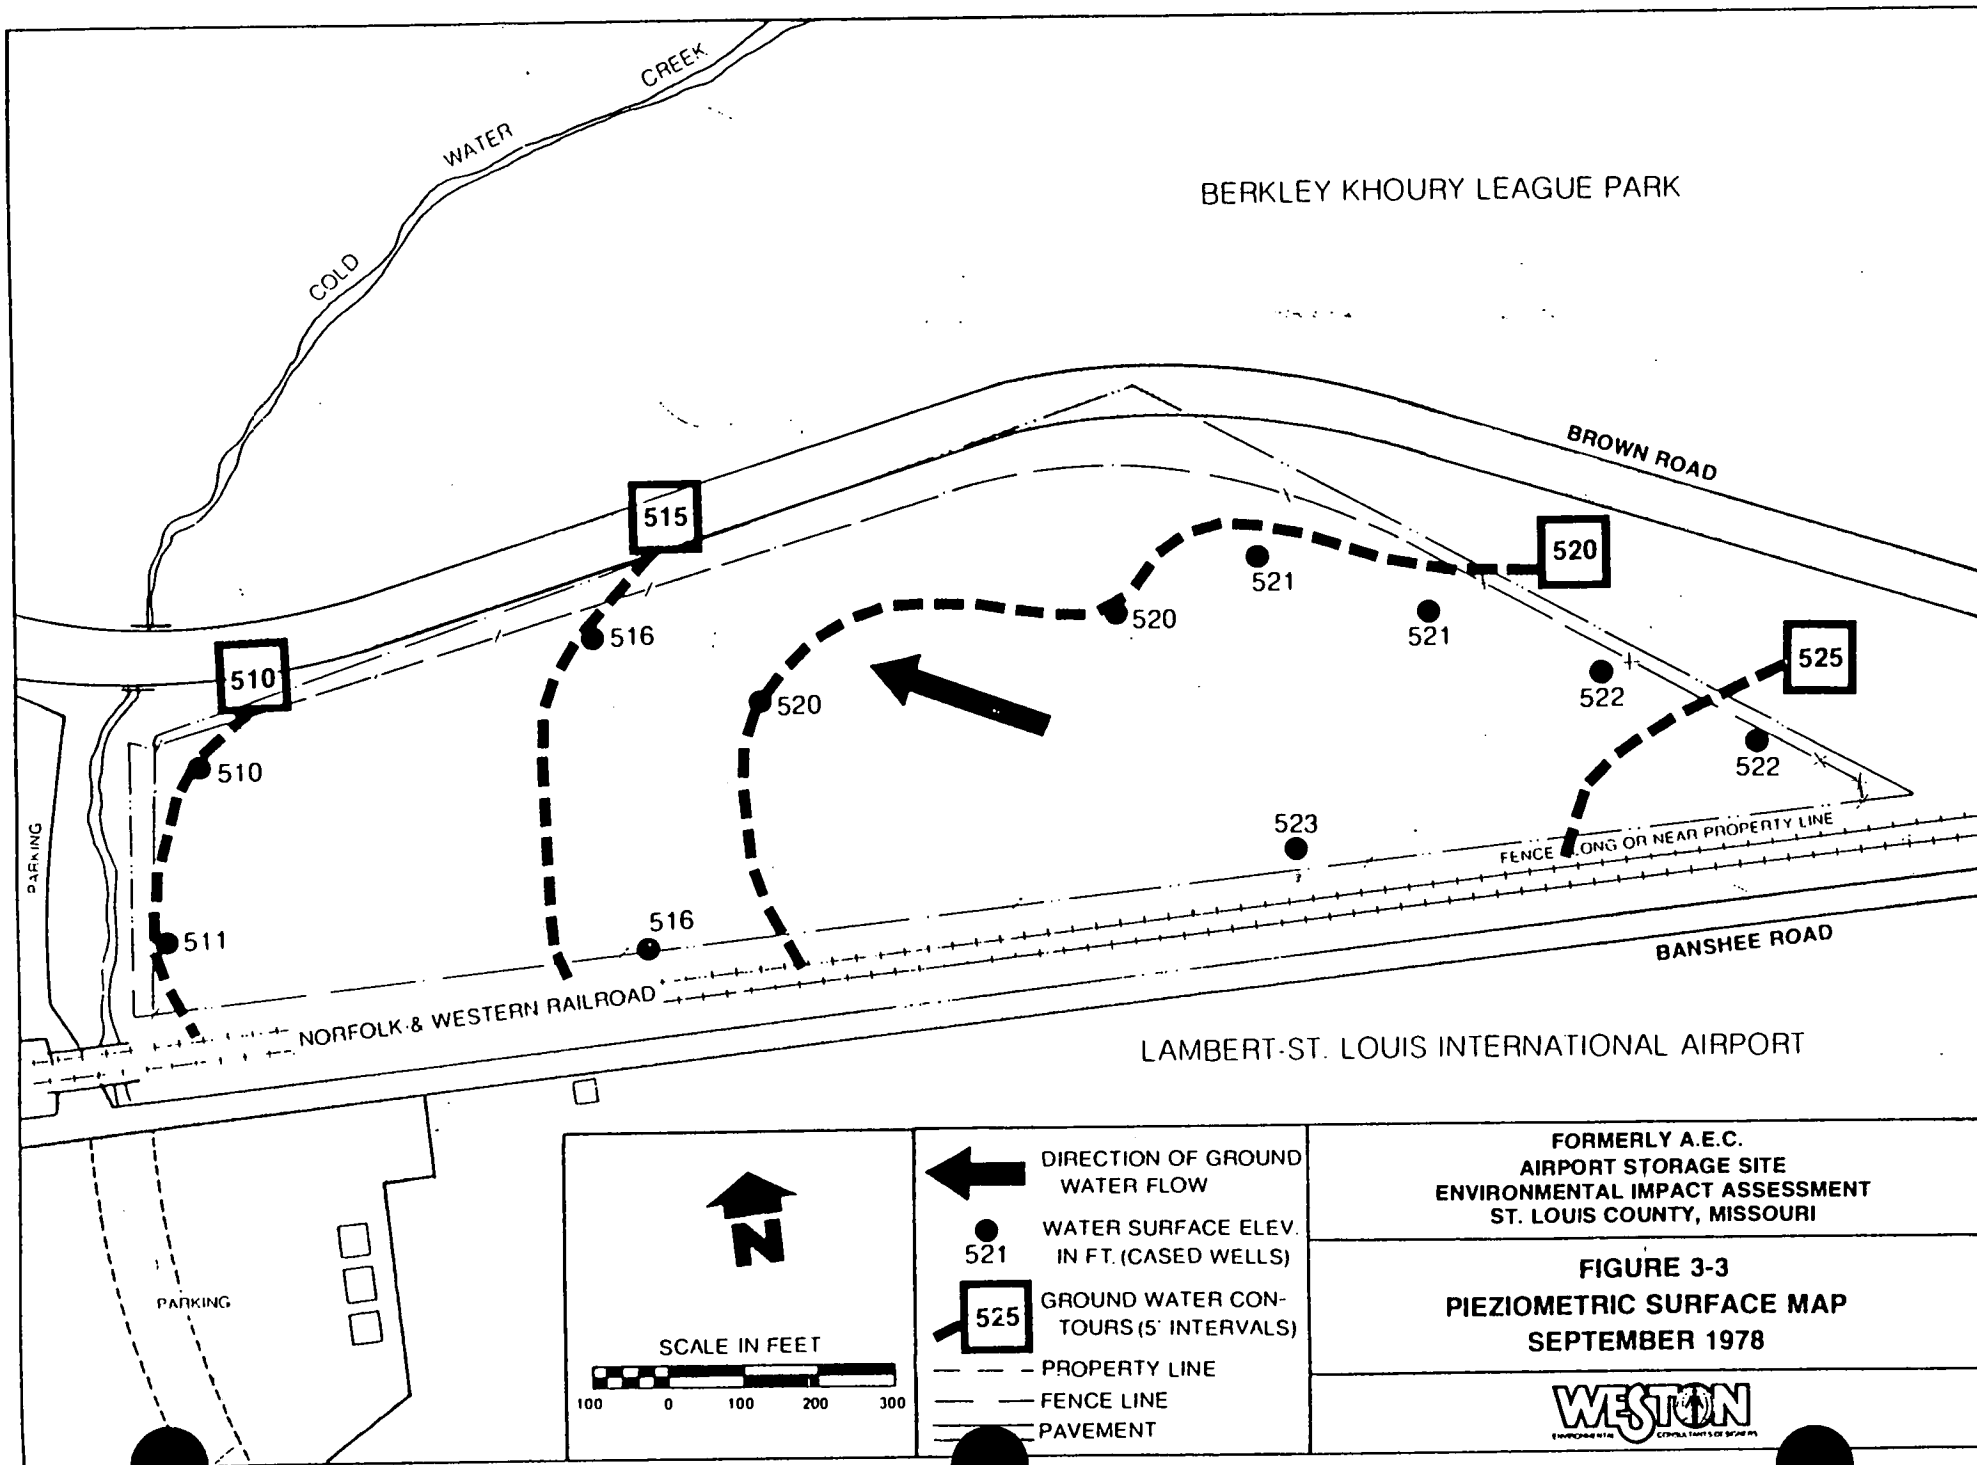 CREEK
WATER
COLD
BERKLEY KHOURY LEAGUE PARK
BROWN ROAD
515
520
525
510
521
520
521
516
520
522
522
510
523
511
516
PARKING
FENCE ALONG OR NEAR PROPERTY LINE
NORFOLK & WESTERN RAILROAD
BANSHEE ROAD
LAMBERT-ST. LOUIS INTERNATIONAL AIRPORT
PARKING
N
SCALE IN FEET
100 0 100 200 300
DIRECTION OF GROUND
WATER FLOW
WATER SURFACE ELEV.
521
IN FT. (CASED WELLS)
525
GROUND WATER CON-
TOURS (5' INTERVALS)
PROPERTY LINE
FENCE LINE
PAVEMENT
FORMERLY A.E.C.
AIRPORT STORAGE SITE
ENVIRONMENTAL IMPACT ASSESSMENT
ST. LOUIS COUNTY, MISSOURI
FIGURE 3-3
PIEZIOMETRIC SURFACE MAP
SEPTEMBER 1978
WESTON
ENVIRONMENTAL CONSULTANTS-DESIGNERS